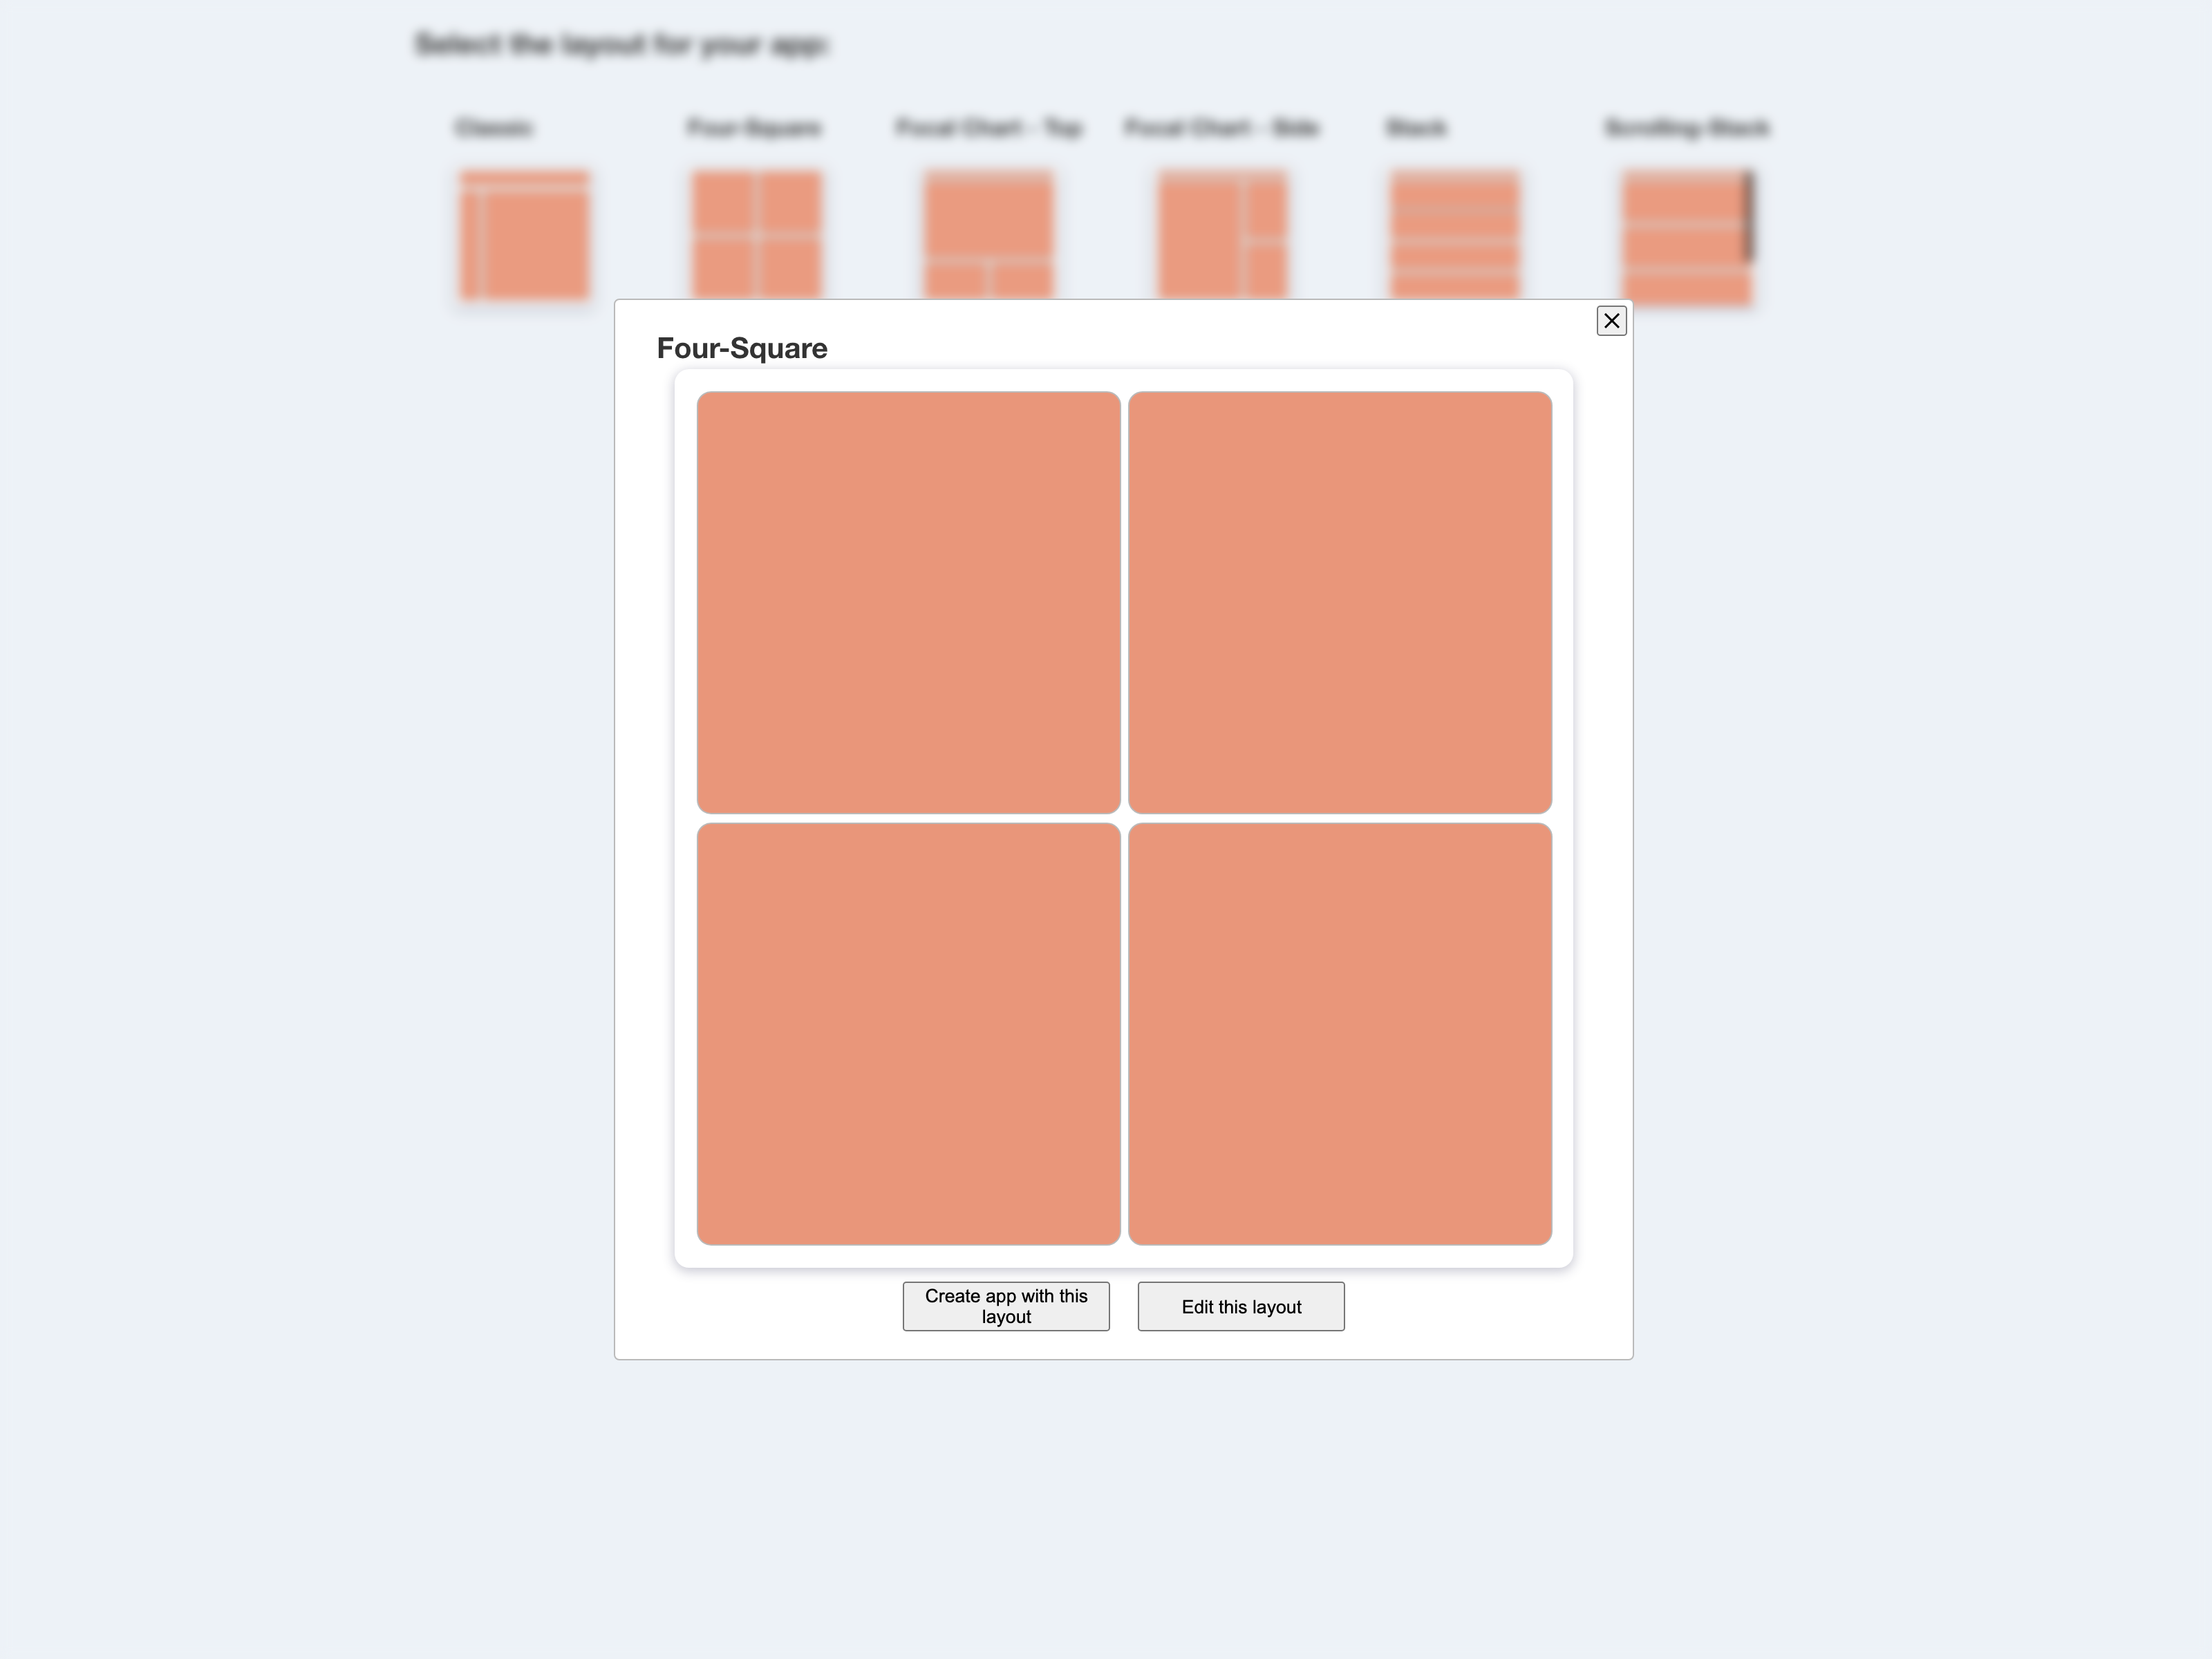 Select the layout for your app:
Classic Four-Square Focal Chart - Top Focal Chart - Side Stack Scrolling-Stack
Four-Square
Create app with this
layout
Edit this layout